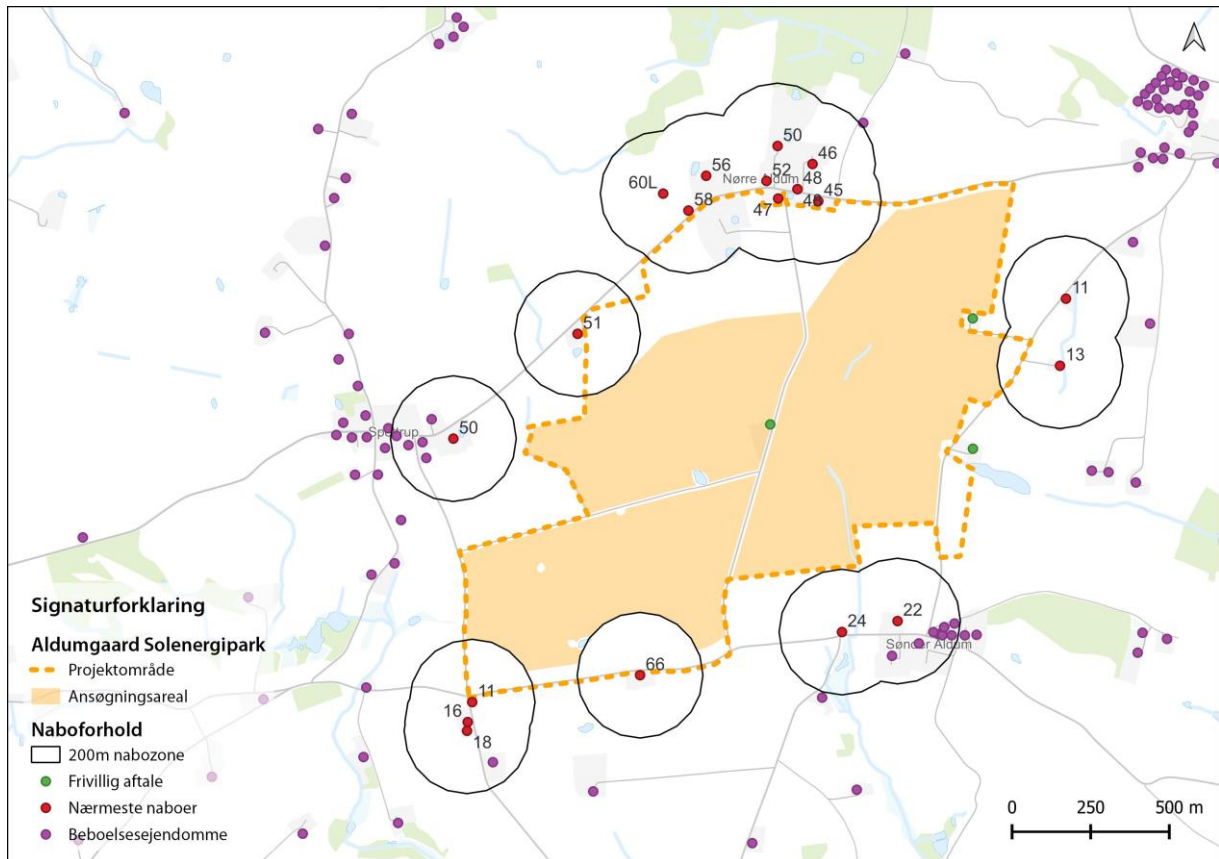 50
46
56
52
Nørre Aldum
48
60L
58
47
45
11
51
13
Spettrup
50
24
22
Sønder Aldum
66
11
16
18
Signaturforklaring
Aldumgaard Solenergipark
Projektområde
Ansøgningsareal
Naboforhold
200m nabozone
Frivillig aftale
Nærmeste naboer
Beboelsesejendomme
0 250 500 m